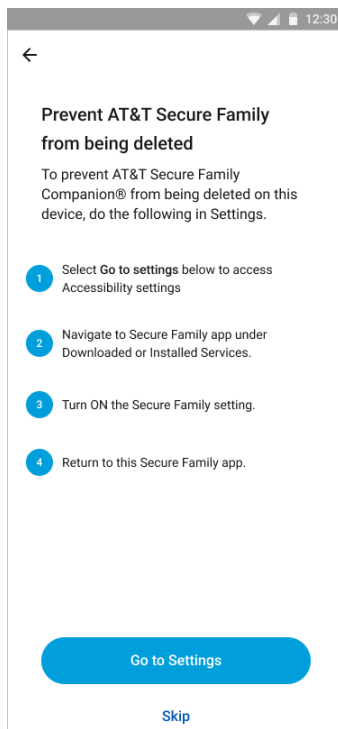 12:30
Prevent AT&T Secure Family
from being deleted
To prevent AT&T Secure Family
Companion® from being deleted on this
device, do the following in Settings.
1 Select Go to settings below to access
Accessibility settings
2 Navigate to Secure Family app under
Downloaded or Installed Services.
3 Turn ON the Secure Family setting.
4 Return to this Secure Family app.
Go to Settings
Skip